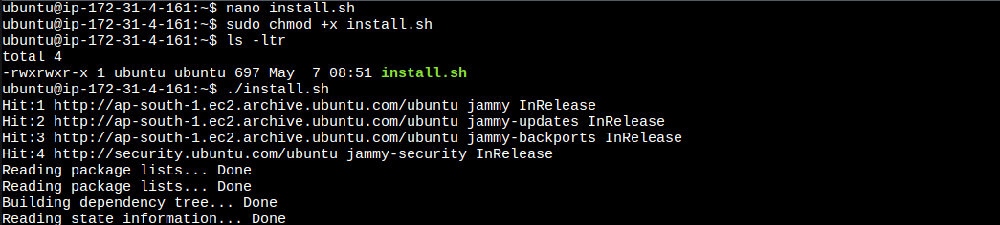 ubuntu@ip-172-31-4-161:~$ nano install.sh
ubuntu@ip-172-31-4-161:~$ sudo chmod +x install.sh
ubuntu@ip-172-31-4-161:~$ ls -ltr
total 4
-rwxrwxr-x 1 ubuntu ubuntu 697 May  7 08:51 install.sh
ubuntu@ip-172-31-4-161:~$ ./install.sh
Hit:1 http://ap-south-1.ec2.archive.ubuntu.com/ubuntu jammy InRelease
Hit:2 http://ap-south-1.ec2.archive.ubuntu.com/ubuntu jammy-updates InRelease
Hit:3 http://ap-south-1.ec2.archive.ubuntu.com/ubuntu jammy-backports InRelease
Hit:4 http://security.ubuntu.com/ubuntu jammy-security InRelease
Reading package lists... Done
Reading package lists... Done
Building dependency tree... Done
Reading state information... Done